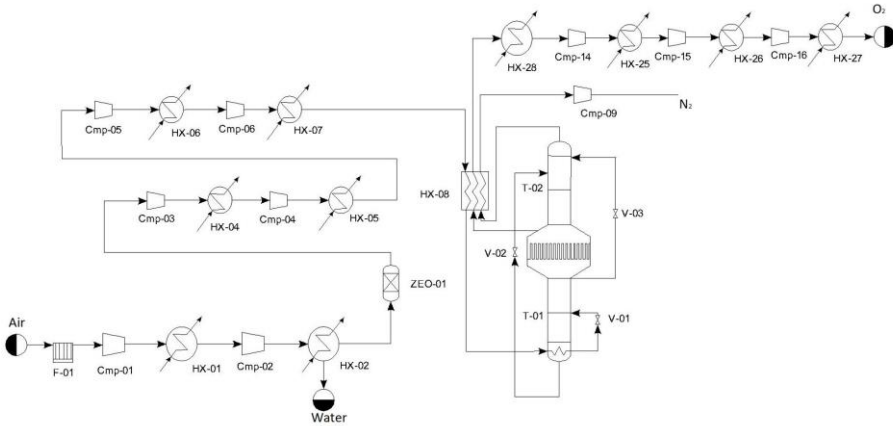 O₂
HX-28
Cmp-14
HX-25
Cmp-15
HX-26
Cmp-16
HX-27
Cmp-09
N₂
Cmp-05
HX-06
Cmp-06
HX-07
HX-08
T-02
V-03
Cmp-03
HX-04
Cmp-04
HX-05
V-02
ZEO-01
T-01
V-01
Air
F-01
Cmp-01
HX-01
Cmp-02
HX-02
Water